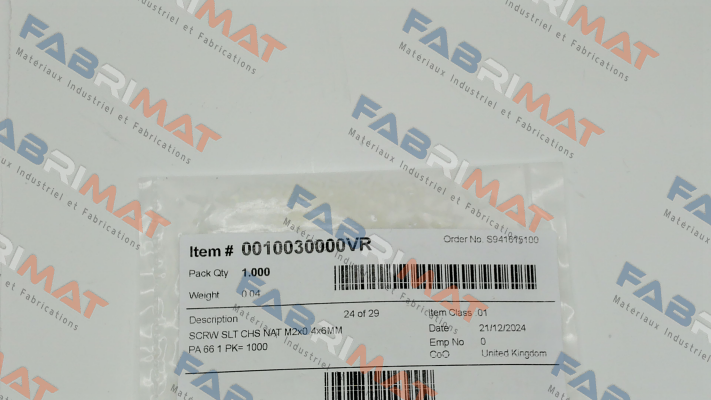 FABRIMAT
Matériaux Industriel et Fabrications
Item # 0010030000VR
Order No. S941616100
Pack Qty 1.000
Weight 0.04
Description 24 of 29 Item Class 01
SCRW SLT CHS NAT M2x0.4x6MM
PA 66 1 PK= 1000
Date 21/12/2024
Emp No 0
CoO United Kingdom